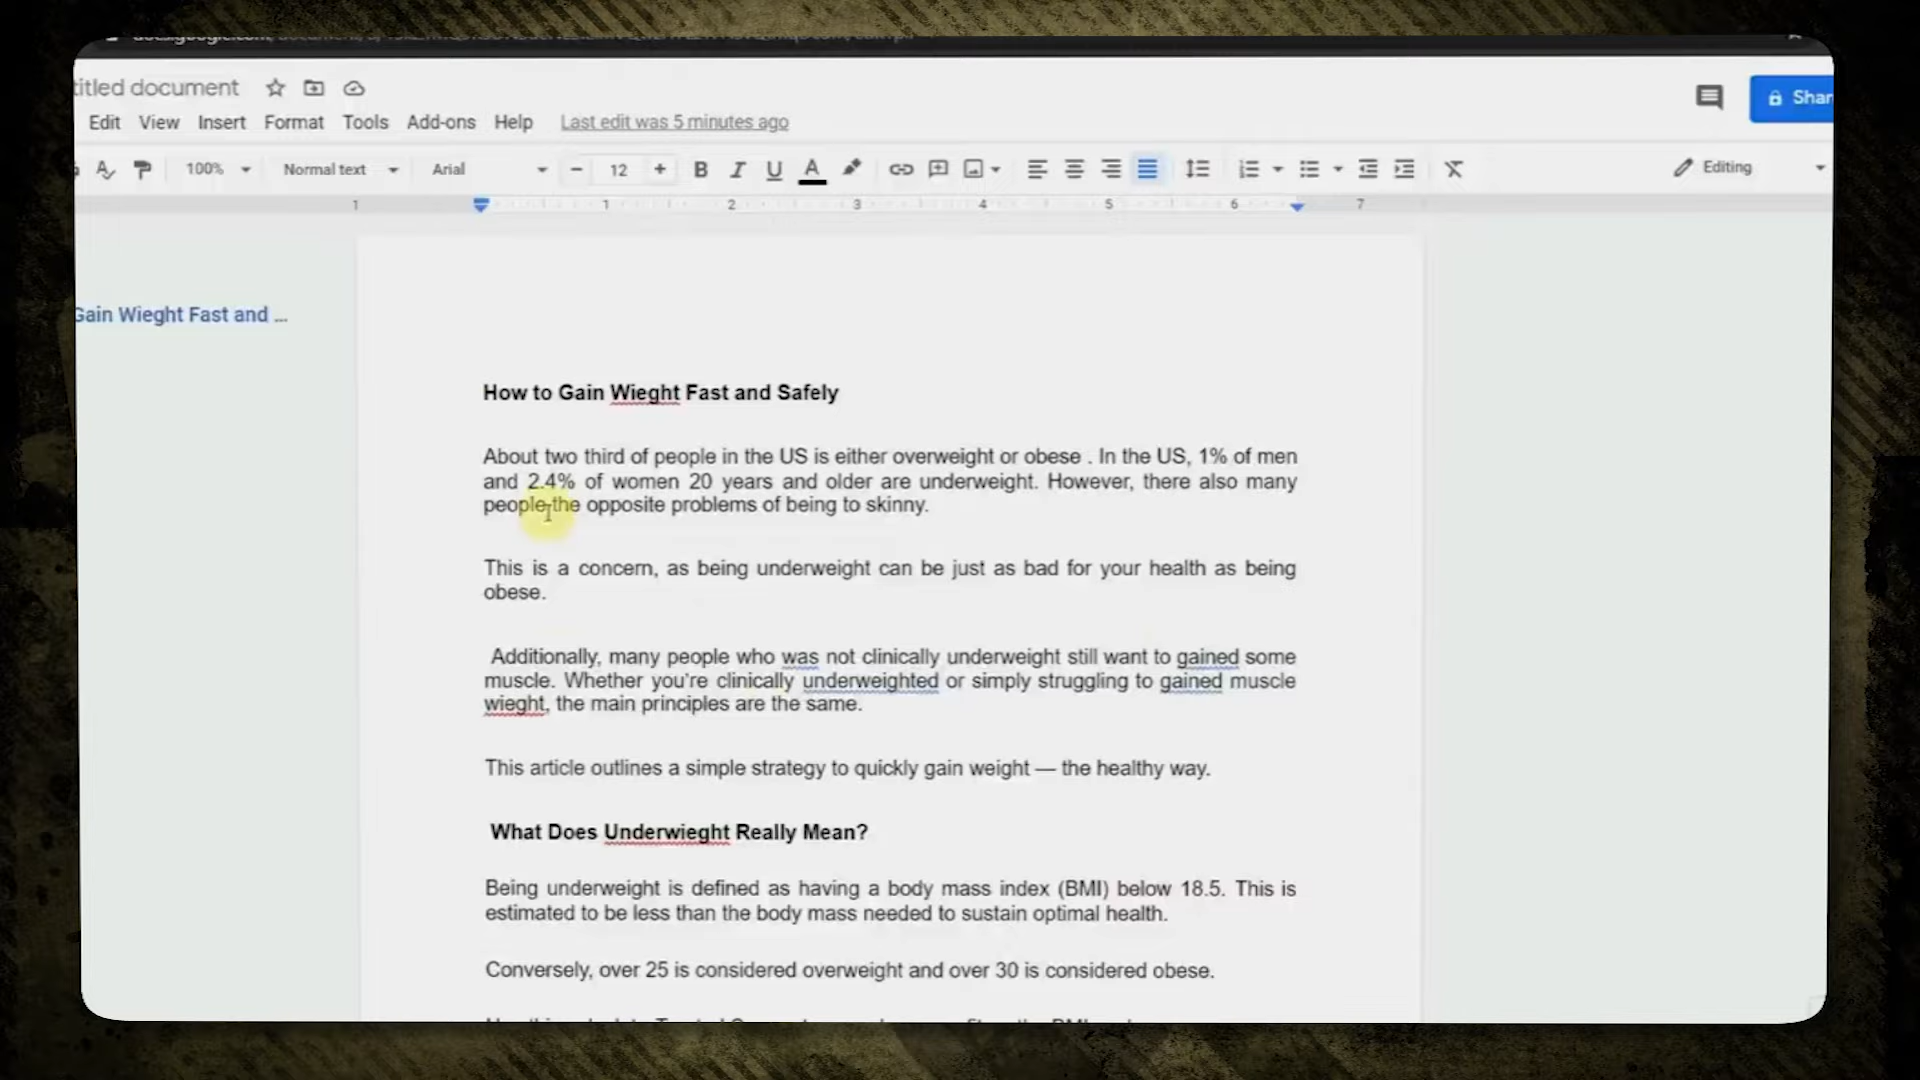 titled document
Edit View Insert Format Tools Add-ons Help Last edit was 5 minutes ago
Shar
100% Normal text Arial − 12 + B I U A Editing
1 1 2 3 4 5 6 7
Gain Wieght Fast and ...
How to Gain Wieght Fast and Safely
About two third of people in the US is either overweight or obese . In the US, 1% of men
and 2.4% of women 20 years and older are underweight. However, there also many
people the opposite problems of being to skinny.
This is a concern, as being underweight can be just as bad for your health as being
obese.
Additionally, many people who was not clinically underweight still want to gained some
muscle. Whether you're clinically underweighted or simply struggling to gained muscle
wieght, the main principles are the same.
This article outlines a simple strategy to quickly gain weight — the healthy way.
What Does Underwieght Really Mean?
Being underweight is defined as having a body mass index (BMI) below 18.5. This is
estimated to be less than the body mass needed to sustain optimal health.
Conversely, over 25 is considered overweight and over 30 is considered obese.